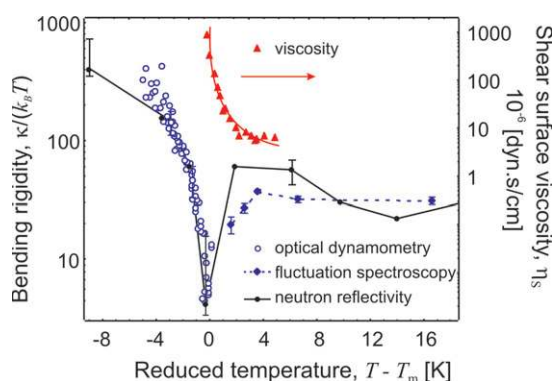 Bending rigidity, κ/(k_BT)
1000
100
10
viscosity
optical dynamometry
fluctuation spectroscopy
neutron reflectivity
1000
100
10
1
Shear surface viscosity, η_S
10⁻⁶ [dyn.s/cm]
-8 -4 0 4 8 12 16
Reduced temperature, T - T_m [K]